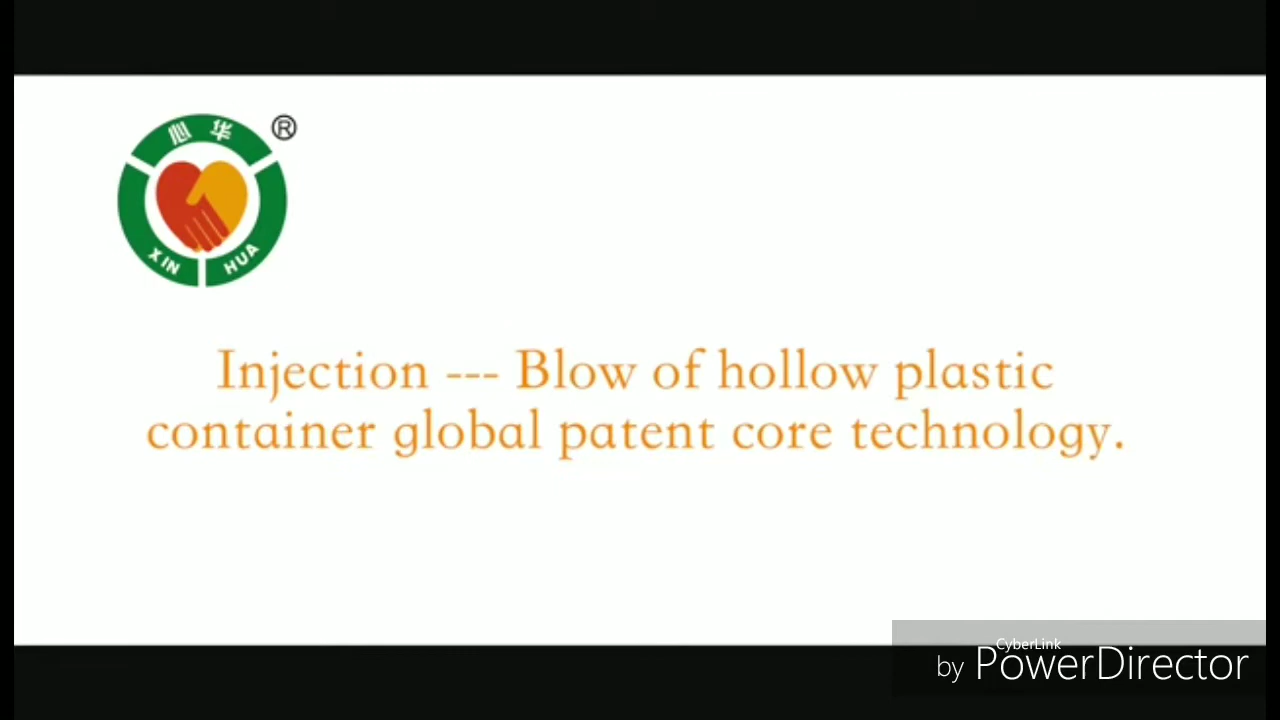 心华
®
XIN HUA
Injection --- Blow of hollow plastic
container global patent core technology.
CyberLink
by PowerDirector